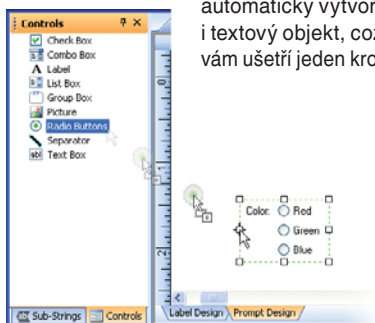 automaticky vytvoř
i textový objekt, což
vám ušetří jeden kro
Controls
Check Box
Combo Box
Label
List Box
Group Box
Picture
Radio Buttons
Separator
Text Box
Color:
Red
Green
Blue
Sub-Strings
Controls
Label Design
Prompt Design